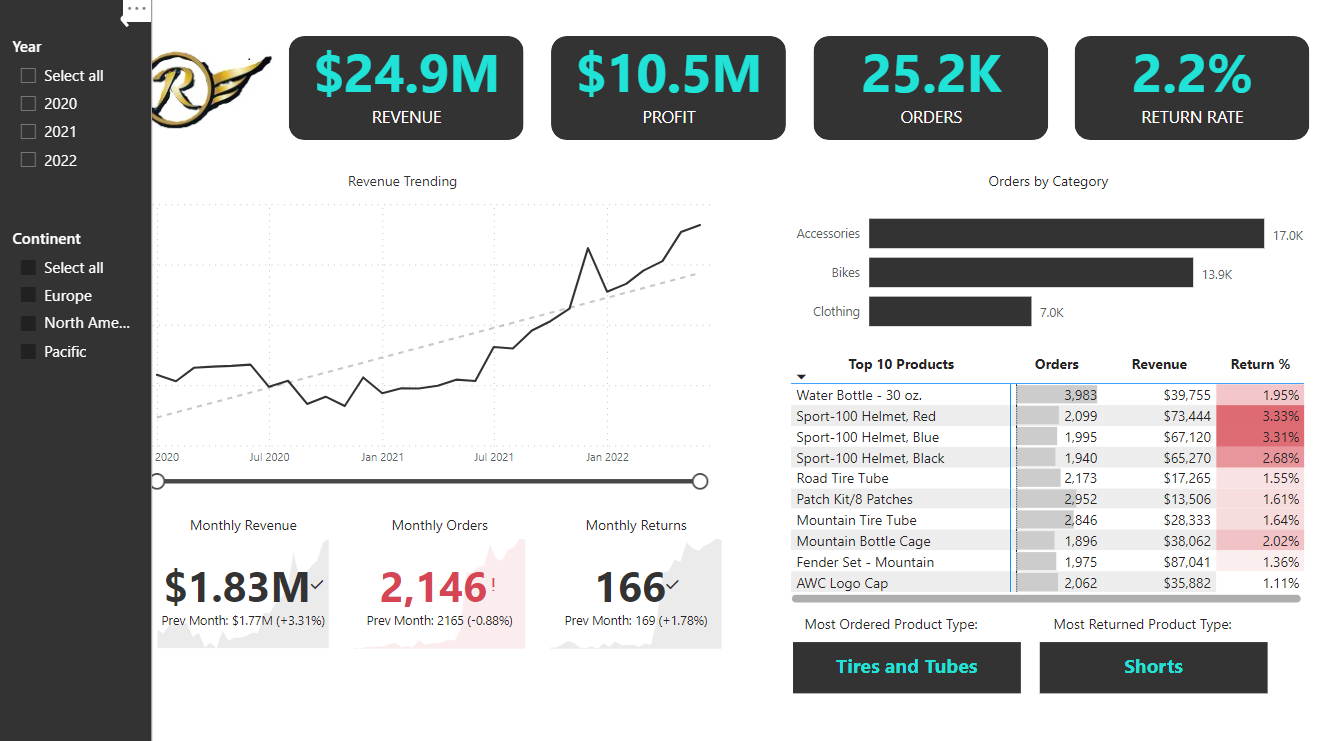 Year
Select all
2020
2021
2022
Continent
Select all
Europe
North Ame...
Pacific
R
$24.9M
REVENUE
$10.5M
PROFIT
25.2K
ORDERS
2.2%
RETURN RATE
Revenue Trending
2020 Jul 2020 Jan 2021 Jul 2021 Jan 2022
Orders by Category
Accessories 17.0K
Bikes 13.9K
Clothing 7.0K
Top 10 Products Orders Revenue Return %
Water Bottle - 30 oz. 3,983 $39,755 1.95%
Sport-100 Helmet, Red 2,099 $73,444 3.33%
Sport-100 Helmet, Blue 1,995 $67,120 3.31%
Sport-100 Helmet, Black 1,940 $65,270 2.68%
Road Tire Tube 2,173 $17,265 1.55%
Patch Kit/8 Patches 2,952 $13,506 1.61%
Mountain Tire Tube 2,846 $28,333 1.64%
Mountain Bottle Cage 1,896 $38,062 2.02%
Fender Set - Mountain 1,975 $87,041 1.36%
AWC Logo Cap 2,062 $35,882 1.11%
Monthly Revenue
$1.83M
Prev Month: $1.77M (+3.31%)
Monthly Orders
2,146!
Prev Month: 2165 (-0.88%)
Monthly Returns
166
Prev Month: 169 (+1.78%)
Most Ordered Product Type:
Tires and Tubes
Most Returned Product Type:
Shorts